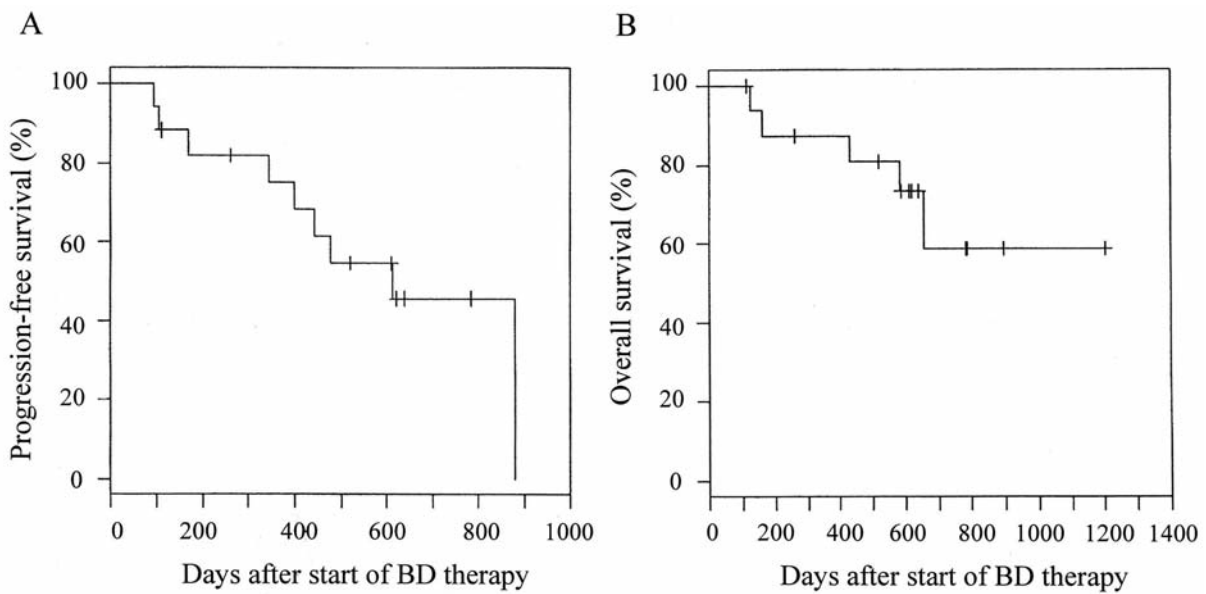 A
Progression-free survival (%)
100
80
60
40
20
0
0 200 400 600 800 1000
Days after start of BD therapy
B
Overall survival (%)
100
80
60
40
20
0
0 200 400 600 800 1000 1200 1400
Days after start of BD therapy